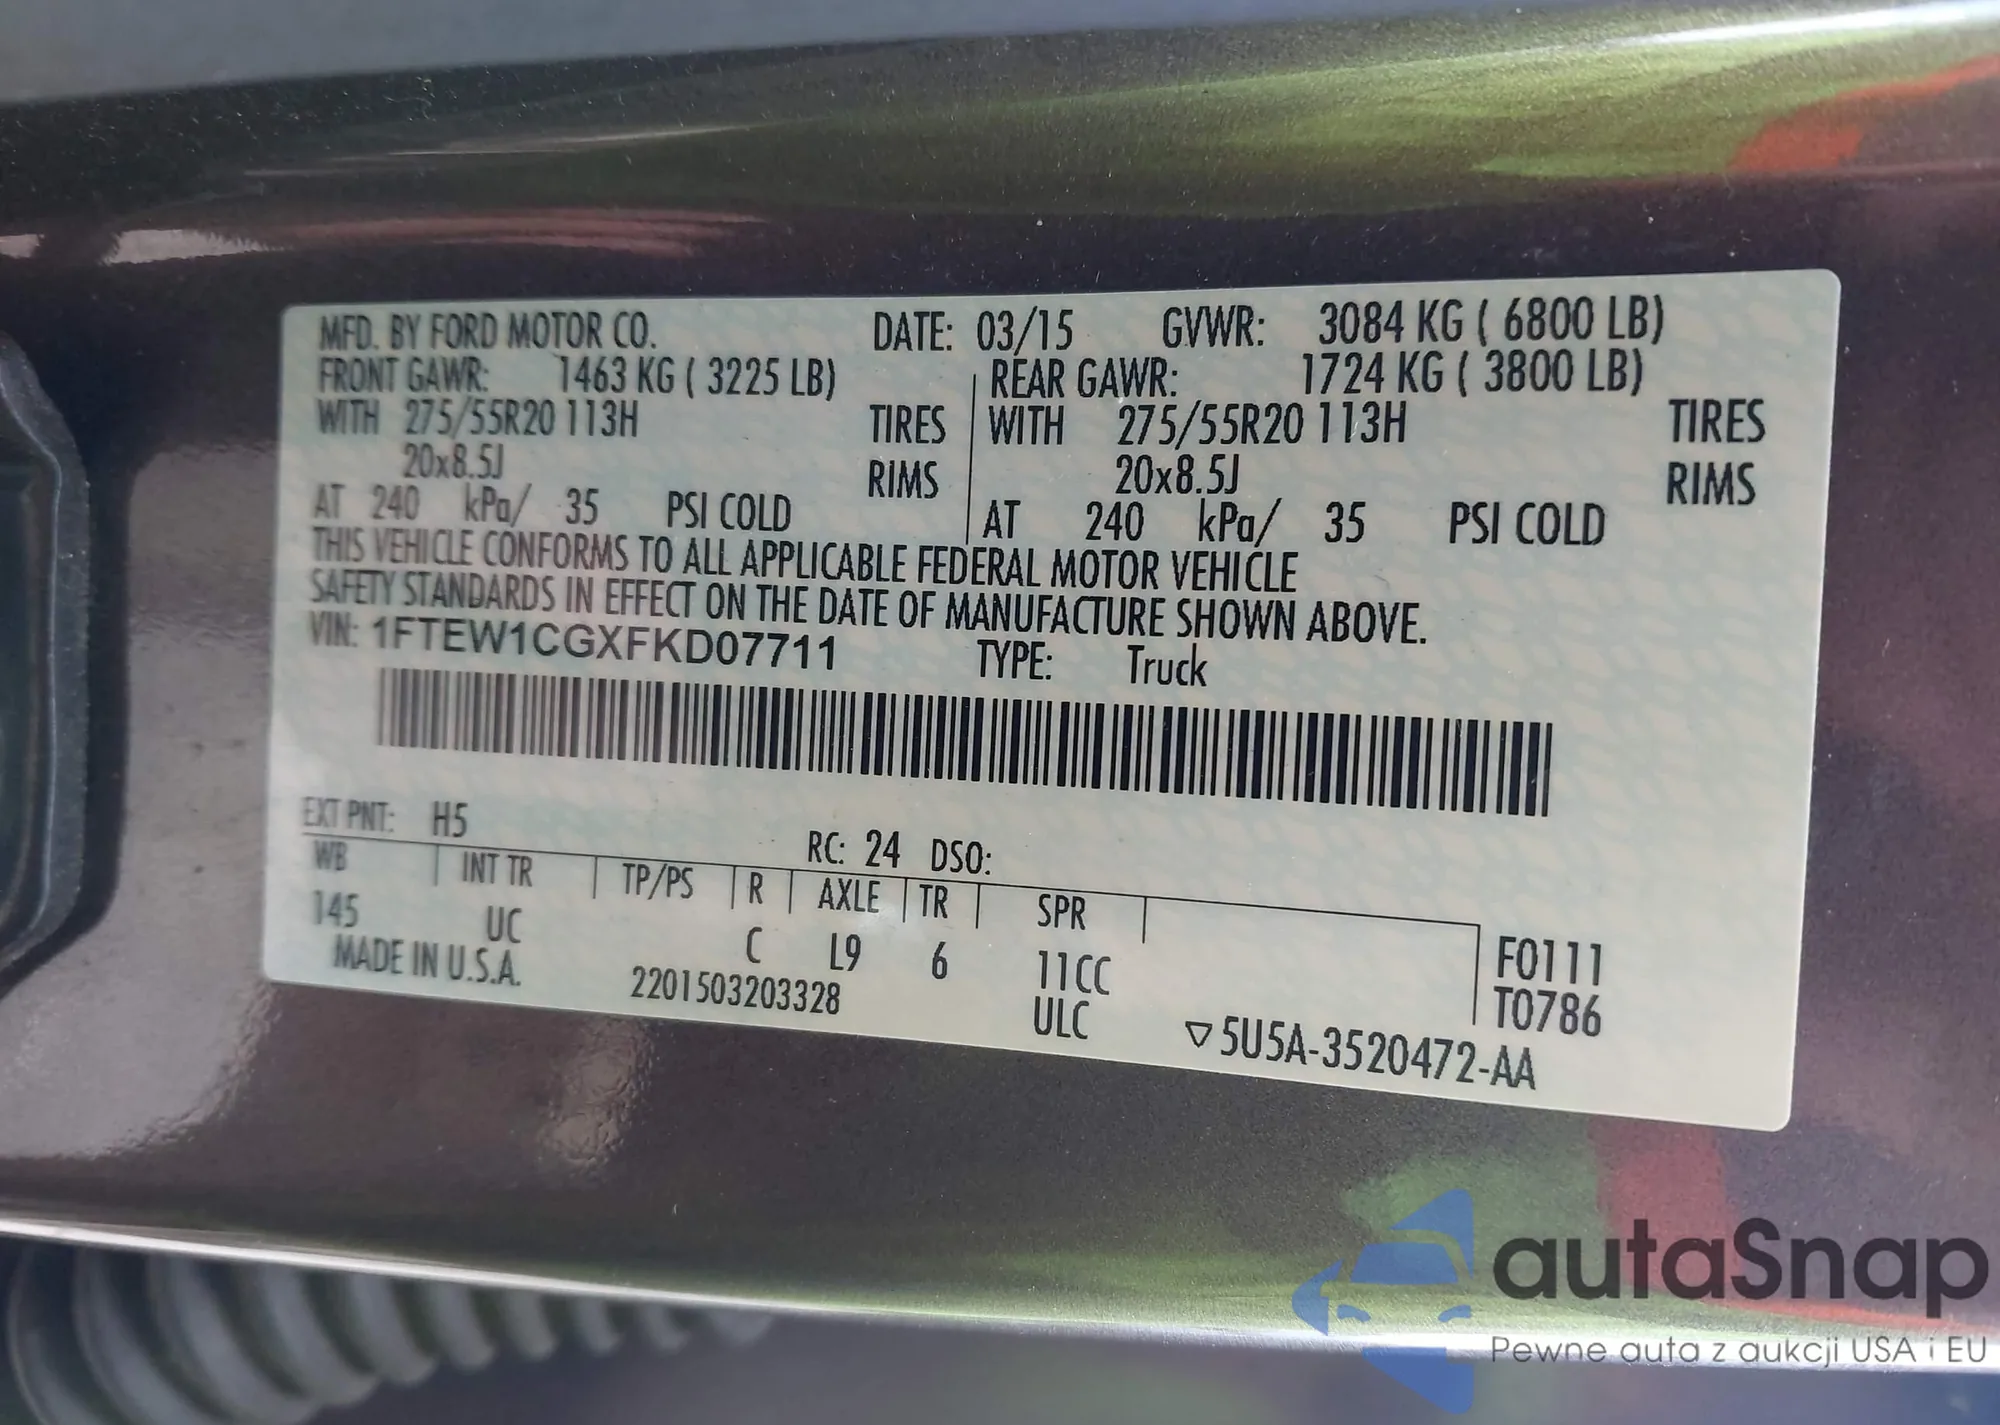 MFD. BY FORD MOTOR CO. DATE: 03/15 GVWR: 3084 KG ( 6800 LB)
FRONT GAWR: 1463 KG ( 3225 LB) REAR GAWR: 1724 KG ( 3800 LB)
WITH 275/55R20 113H TIRES WITH 275/55R20 113H TIRES
20x8.5J RIMS 20x8.5J RIMS
AT 240 kPa/ 35 PSI COLD AT 240 kPa/ 35 PSI COLD
THIS VEHICLE CONFORMS TO ALL APPLICABLE FEDERAL MOTOR VEHICLE
SAFETY STANDARDS IN EFFECT ON THE DATE OF MANUFACTURE SHOWN ABOVE.
VIN: 1FTEW1CGXFKD07711 TYPE: Truck
EXT PNT: H5 RC: 24 DSO:
WB INT TR TP/PS R AXLE TR SPR
145 UC C L9 6 11CC F0111
ULC T0786
MADE IN U.S.A. 2201503203328 ▽5U5A-3520472-AA
autaSnap
Pewne auta z aukcji USA i EU